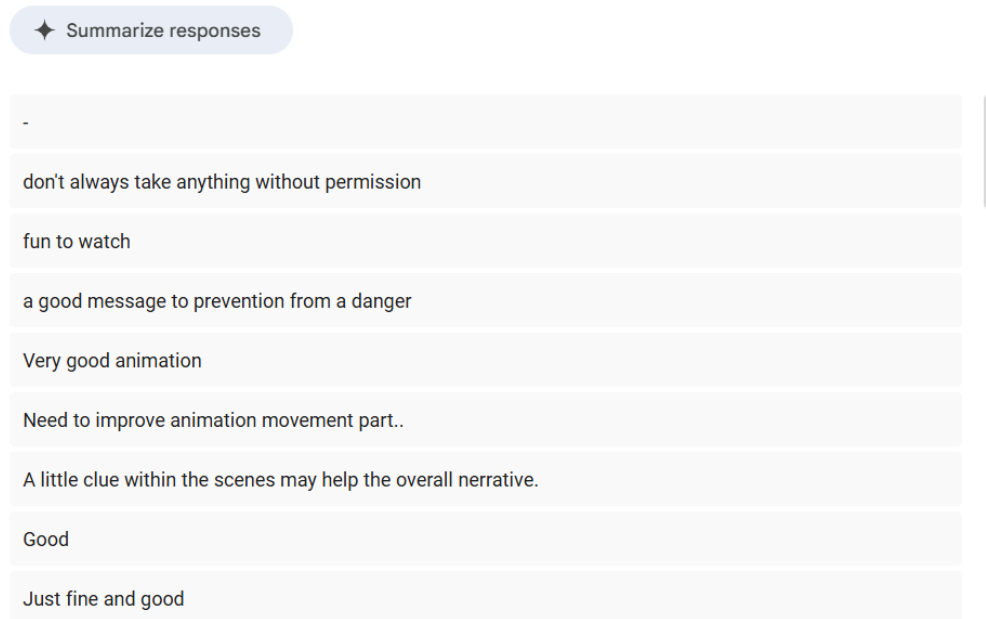 Summarize responses
-
don't always take anything without permission
fun to watch
a good message to prevention from a danger
Very good animation
Need to improve animation movement part..
A little clue within the scenes may help the overall nerrative.
Good
Just fine and good